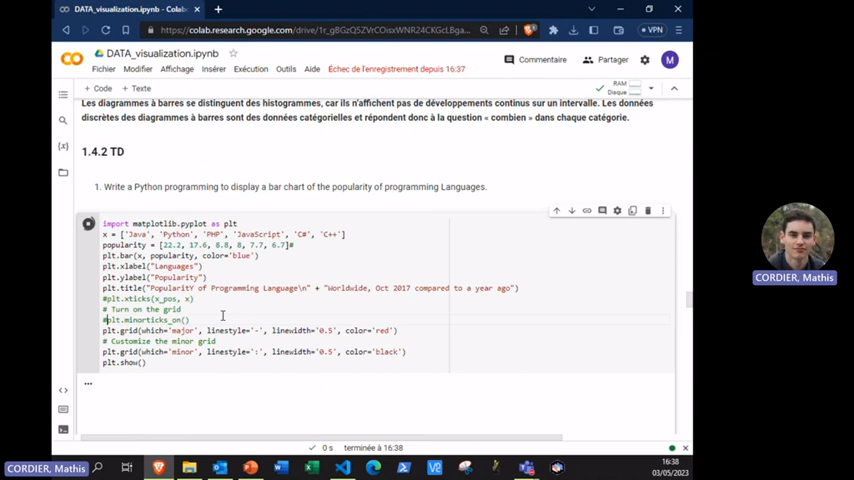 DATA_visualization.ipynb - Colab
https://colab.research.google.com/drive/1r_gBGzQ5ZVrCOisxWNR24CKGcLBgaa...
VPN
DATA_visualization.ipynb
Fichier Modifier Affichage Insérer Exécution Outils Aide Échec de l'enregistrement depuis 16:37
Commentaire Partager M
+ Code + Texte
RAM
Disque
Les diagrammes à barres se distinguent des histogrammes, car ils n'affichent pas de développements continus sur un intervalle. Les données
discrètes des diagrammes à barres sont des données catégorielles et répondent donc à la question « combien » dans chaque catégorie.
1.4.2 TD
1. Write a Python programming to display a bar chart of the popularity of programming Languages.
import matplotlib.pyplot as plt
x = ['Java', 'Python', 'PHP', 'JavaScript', 'C#', 'C++']
popularity = [22.2, 17.6, 8.8, 8, 7.7, 6.7]#
plt.bar(x, popularity, color='blue')
plt.xlabel("Languages")
plt.ylabel("Popularity")
plt.title("PopularitY of Programming Language\n" + "Worldwide, Oct 2017 compared to a year ago")
#plt.xticks(x_pos, x)
# Turn on the grid
#plt.minorticks_on()
plt.grid(which='major', linestyle='-', linewidth='0.5', color='red')
# Customize the minor grid
plt.grid(which='minor', linestyle=':', linewidth='0.5', color='black')
plt.show()
...
0 s terminée à 16:38
CORDIER, Mathis
CORDIER, Mathis
16:38
03/05/2023